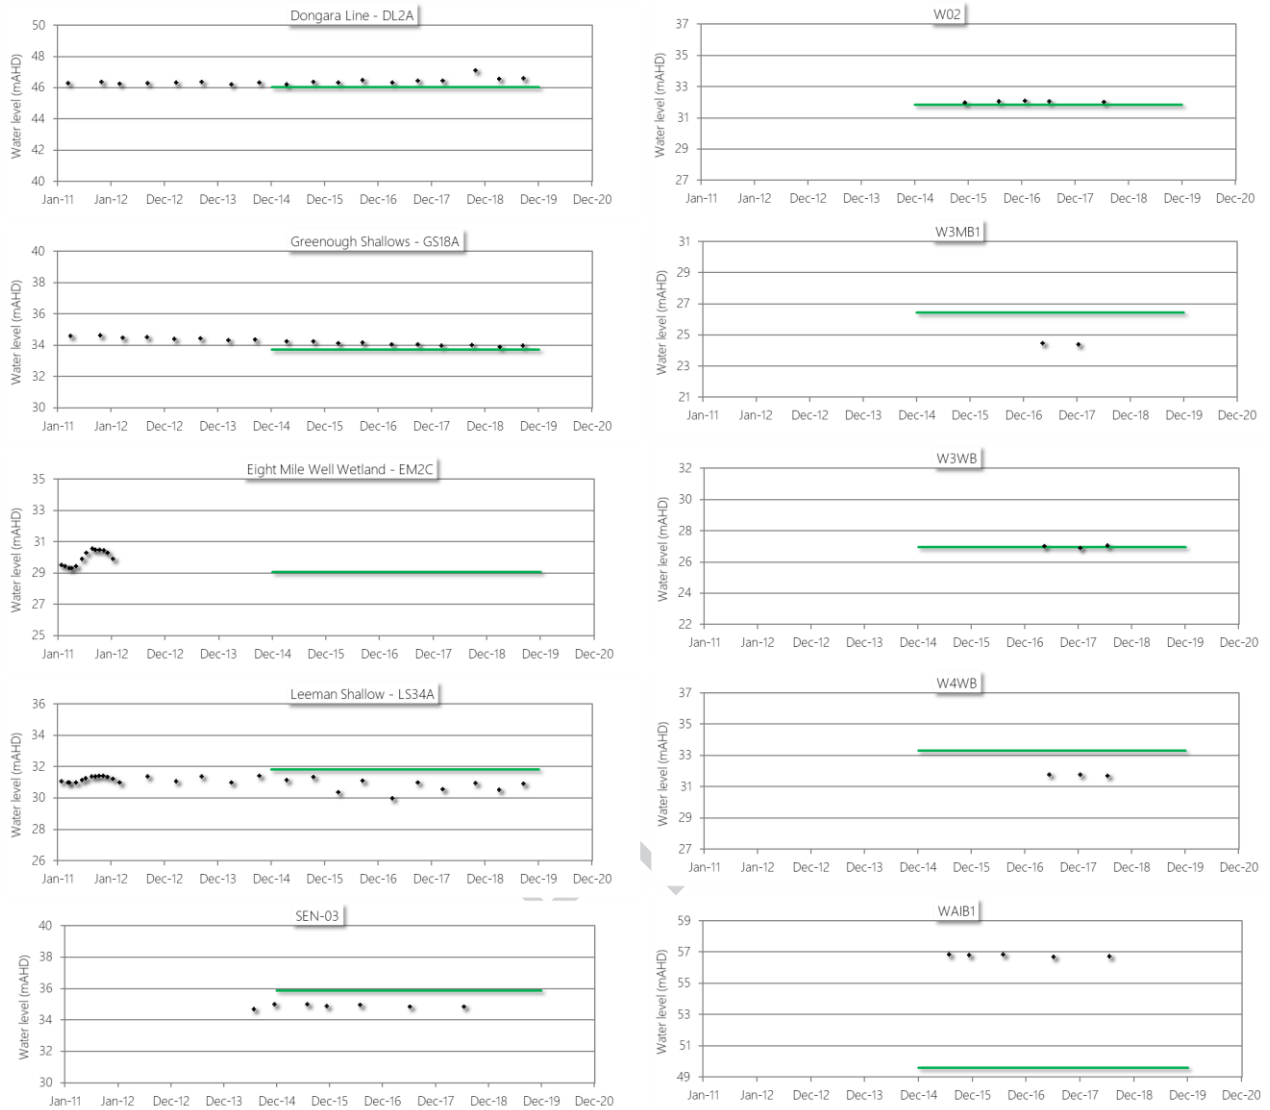 Dongara Line - DL2A
Water level (mAHD)
50
48
46
44
42
40
Jan-11 Jan-12 Dec-12 Dec-13 Dec-14 Dec-15 Dec-16 Dec-17 Dec-18 Dec-19 Dec-20
Greenough Shallows - GS18A
Water level (mAHD)
40
38
36
34
32
30
Jan-11 Jan-12 Dec-12 Dec-13 Dec-14 Dec-15 Dec-16 Dec-17 Dec-18 Dec-19 Dec-20
Eight Mile Well Wetland - EM2C
Water level (mAHD)
35
33
31
29
27
25
Jan-11 Jan-12 Dec-12 Dec-13 Dec-14 Dec-15 Dec-16 Dec-17 Dec-18 Dec-19 Dec-20
Leeman Shallow - LS34A
Water level (mAHD)
36
34
32
30
28
26
Jan-11 Jan-12 Dec-12 Dec-13 Dec-14 Dec-15 Dec-16 Dec-17 Dec-18 Dec-19 Dec-20
SEN-03
Water level (mAHD)
40
38
36
34
32
30
Jan-11 Jan-12 Dec-12 Dec-13 Dec-14 Dec-15 Dec-16 Dec-17 Dec-18 Dec-19 Dec-20
W02
Water level (mAHD)
37
35
33
31
29
27
Jan-11 Jan-12 Dec-12 Dec-13 Dec-14 Dec-15 Dec-16 Dec-17 Dec-18 Dec-19 Dec-20
W3MB1
Water level (mAHD)
31
29
27
25
23
21
Jan-11 Jan-12 Dec-12 Dec-13 Dec-14 Dec-15 Dec-16 Dec-17 Dec-18 Dec-19 Dec-20
W3WB
Water level (mAHD)
32
30
28
26
24
22
Jan-11 Jan-12 Dec-12 Dec-13 Dec-14 Dec-15 Dec-16 Dec-17 Dec-18 Dec-19 Dec-20
W4WB
Water level (mAHD)
37
35
33
31
29
27
Jan-11 Jan-12 Dec-12 Dec-13 Dec-14 Dec-15 Dec-16 Dec-17 Dec-18 Dec-19 Dec-20
WAIB1
Water level (mAHD)
59
57
55
53
51
49
Jan-11 Jan-12 Dec-12 Dec-13 Dec-14 Dec-15 Dec-16 Dec-17 Dec-18 Dec-19 Dec-20